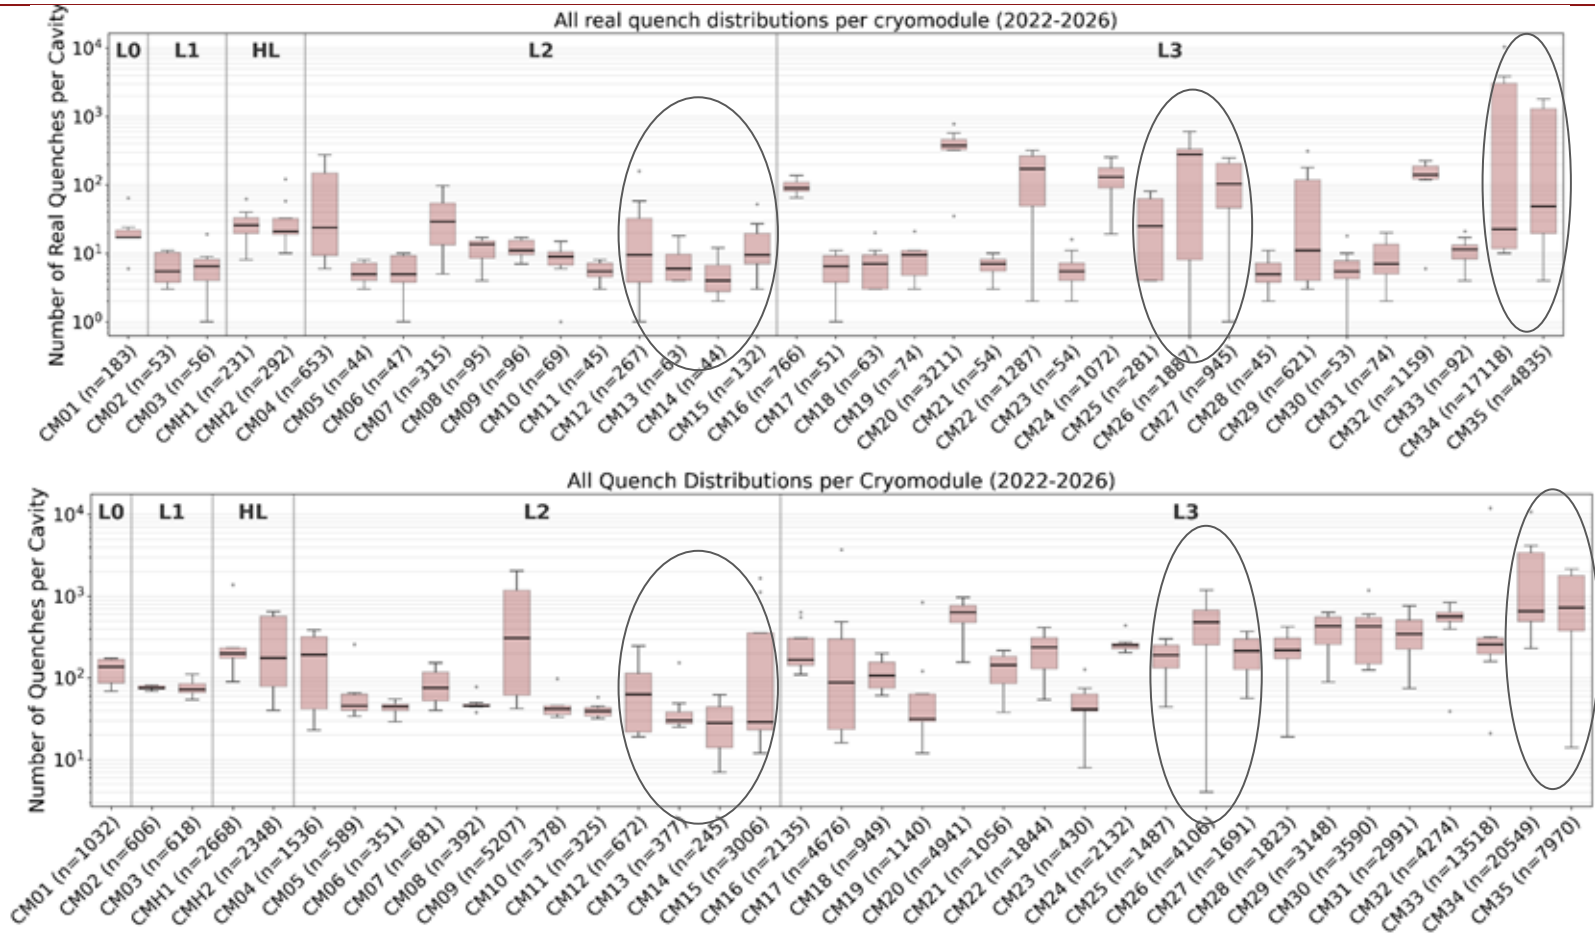 All real quench distributions per cryomodule (2022-2026)
Number of Real Quenches per Cavity
10⁴
10³
10²
10¹
10⁰
L0 L1 HL L2 L3
CM01 (n=183)
CM02 (n=53)
CM03 (n=56)
CMH1 (n=231)
CMH2 (n=292)
CM04 (n=653)
CM05 (n=44)
CM06 (n=47)
CM07 (n=315)
CM08 (n=95)
CM09 (n=96)
CM10 (n=69)
CM11 (n=45)
CM12 (n=267)
CM13 (n=63)
CM14 (n=44)
CM15 (n=132)
CM16 (n=766)
CM17 (n=51)
CM18 (n=63)
CM19 (n=74)
CM20 (n=3211)
CM21 (n=54)
CM22 (n=1287)
CM23 (n=54)
CM24 (n=1072)
CM25 (n=281)
CM26 (n=1887)
CM27 (n=945)
CM28 (n=45)
CM29 (n=621)
CM30 (n=53)
CM31 (n=74)
CM32 (n=1159)
CM33 (n=92)
CM34 (n=17118)
CM35 (n=4835)
All Quench Distributions per Cryomodule (2022-2026)
Number of Quenches per Cavity
10⁴
10³
10²
10¹
L0 L1 HL L2 L3
CM01 (n=1032)
CM02 (n=606)
CM03 (n=618)
CMH1 (n=2668)
CMH2 (n=2348)
CM04 (n=1536)
CM05 (n=589)
CM06 (n=351)
CM07 (n=681)
CM08 (n=392)
CM09 (n=5207)
CM10 (n=378)
CM11 (n=325)
CM12 (n=672)
CM13 (n=377)
CM14 (n=245)
CM15 (n=3006)
CM16 (n=2135)
CM17 (n=4676)
CM18 (n=949)
CM19 (n=1140)
CM20 (n=4941)
CM21 (n=1056)
CM22 (n=1844)
CM23 (n=430)
CM24 (n=2132)
CM25 (n=1487)
CM26 (n=4106)
CM27 (n=1691)
CM28 (n=1823)
CM29 (n=3148)
CM30 (n=3590)
CM31 (n=2991)
CM32 (n=4274)
CM33 (n=13518)
CM34 (n=20549)
CM35 (n=7970)